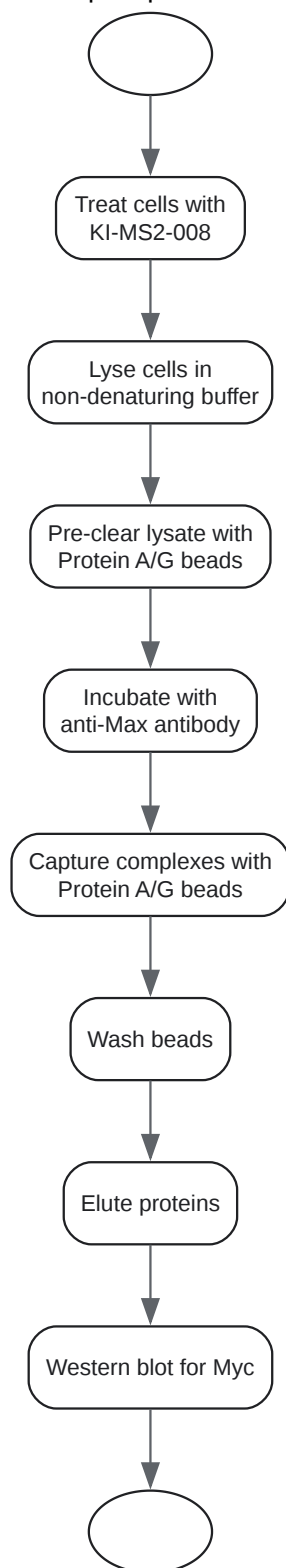 Treat cells with
KI-MS2-008
Lyse cells in
non-denaturing buffer
Pre-clear lysate with
Protein A/G beads
Incubate with
anti-Max antibody
Capture complexes with
Protein A/G beads
Wash beads
Elute proteins
Western blot for Myc